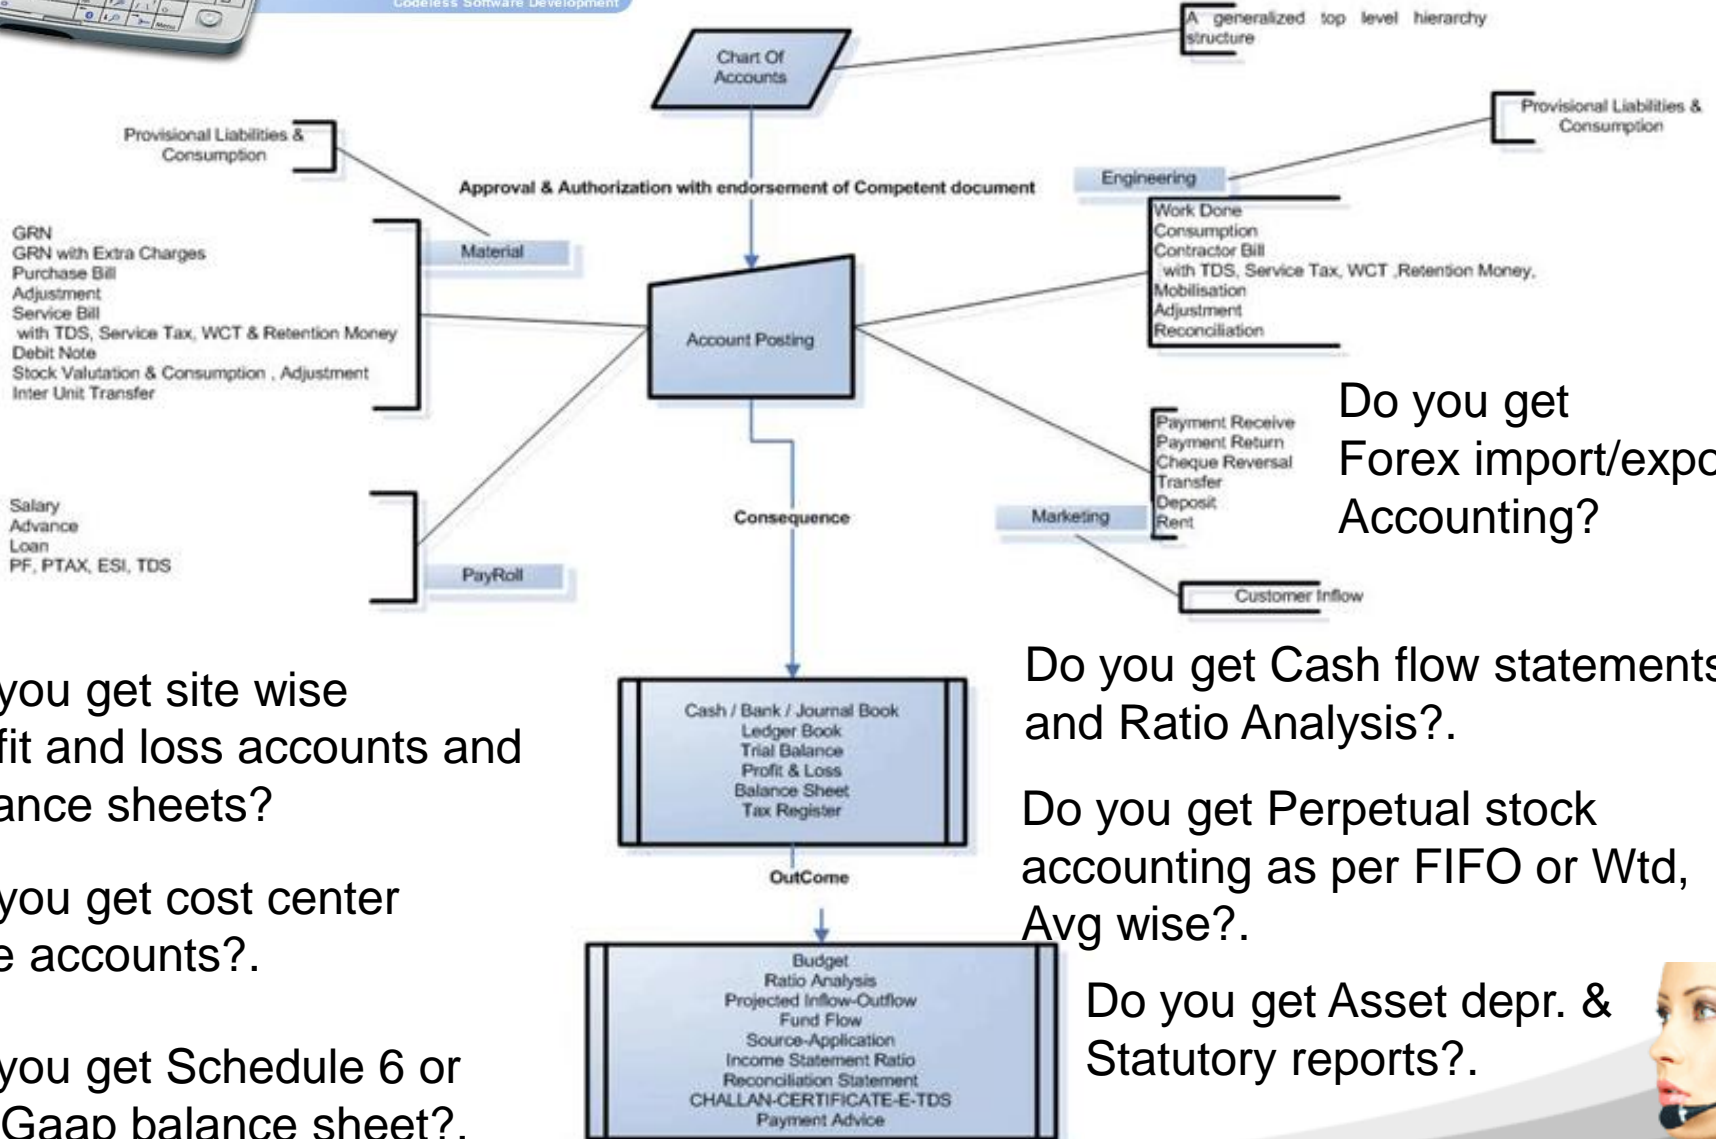 Codeless Software Development
Chart Of
Accounts
A generalized top level hierarchy
structure
Provisional Liabilities &
Consumption
Provisional Liabilities &
Consumption
Approval & Authorization with endorsement of Competent document
Engineering
Work Done
Consumption
Contractor Bill
with TDS, Service Tax, WCT ,Retention Money,
Mobilisation
Adjustment
Reconciliation
Material
GRN
GRN with Extra Charges
Purchase Bill
Adjustment
Service Bill
with TDS, Service Tax, WCT & Retention Money
Debit Note
Stock Valutation & Consumption , Adjustment
Inter Unit Transfer
Account Posting
Do you get
Forex import/expo
Accounting?
Payment Receive
Payment Return
Cheque Reversal
Transfer
Deposit
Rent
Marketing
Customer Inflow
Salary
Advance
Loan
PF, PTAX, ESI, TDS
PayRoll
Consequence
you get site wise
fit and loss accounts and
ance sheets?
Cash / Bank / Journal Book
Ledger Book
Trial Balance
Profit & Loss
Balance Sheet
Tax Register
Do you get Cash flow statements
and Ratio Analysis?.
Do you get Perpetual stock
accounting as per FIFO or Wtd,
Avg wise?.
you get cost center
e accounts?.
OutCome
Budget
Ratio Analysis
Projected Inflow-Outflow
Fund Flow
Source-Application
Income Statement Ratio
Reconciliation Statement
CHALLAN-CERTIFICATE-E-TDS
Payment Advice
Do you get Asset depr. &
Statutory reports?.
you get Schedule 6 or
Gaap balance sheet?.